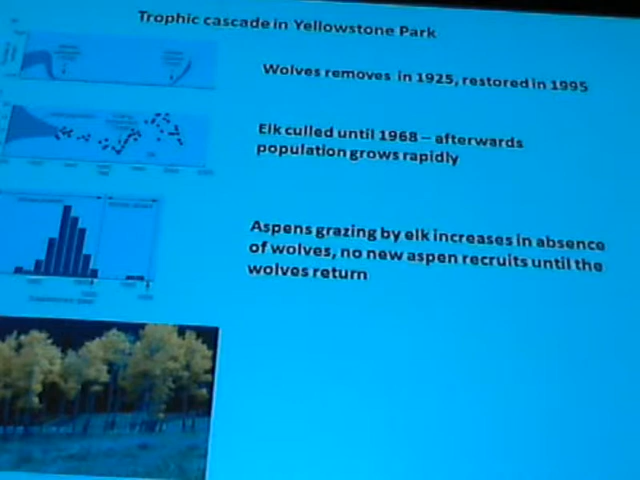 Trophic cascade in Yellowstone Park
Wolves removes in 1925, restored in 1995
Elk culled until 1968 – afterwards
population grows rapidly
Aspens grazing by elk increases in absence
of wolves, no new aspen recruits until the
wolves return